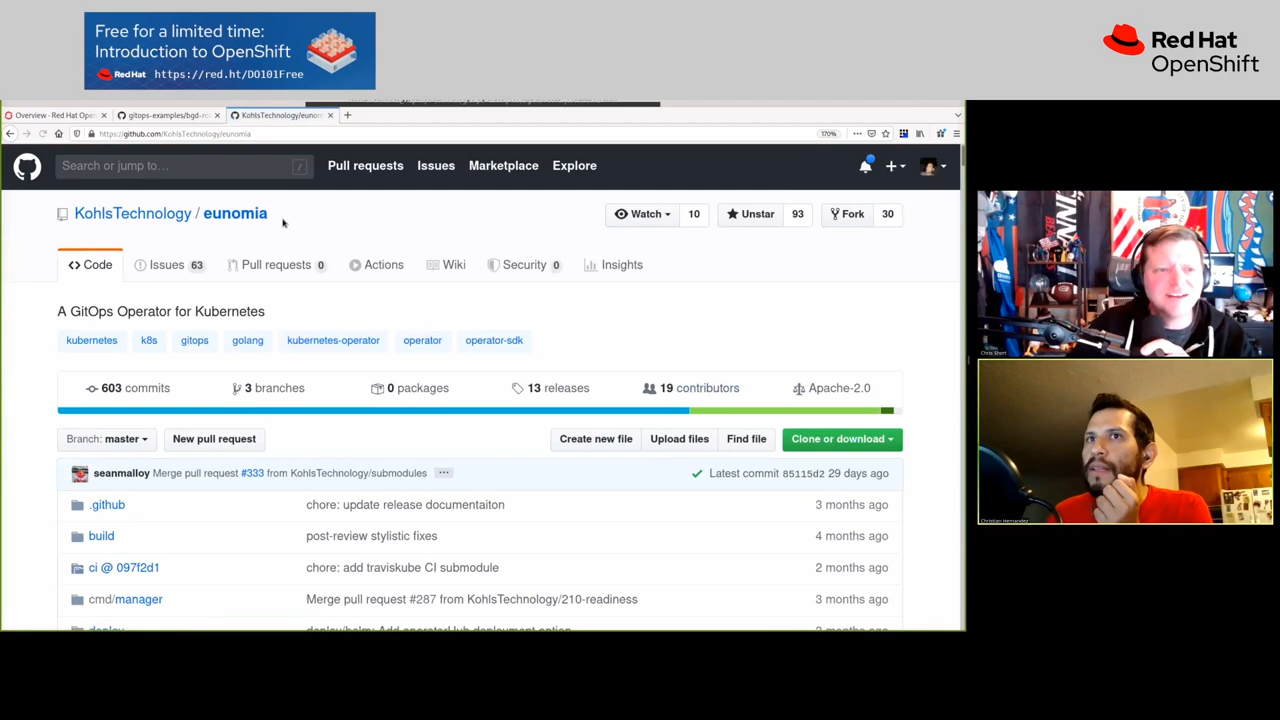 Free for a limited time:
Introduction to OpenShift
Red Hat https://red.ht/DO101Free
Red Hat
OpenShift
Overview · Red Hat Open
gitops-examples/bgd-ro
KohlsTechnology/eunom
https://github.com/KohlsTechnology/eunomia
170%
Search or jump to… /
Pull requests Issues Marketplace Explore
KohlsTechnology / eunomia
Watch 10 Unstar 93 Fork 30
Code Issues 63 Pull requests 0 Actions Wiki Security 0 Insights
A GitOps Operator for Kubernetes
kubernetes k8s gitops golang kubernetes-operator operator operator-sdk
603 commits 3 branches 0 packages 13 releases 19 contributors Apache-2.0
Branch: master New pull request Create new file Upload files Find file Clone or download
seanmalloy Merge pull request #333 from KohlsTechnology/submodules … Latest commit 85115d2 29 days ago
.github chore: update release documentaiton 3 months ago
build post-review stylistic fixes 4 months ago
ci @ 097f2d1 chore: add traviskube CI submodule 2 months ago
cmd/manager Merge pull request #287 from KohlsTechnology/210-readiness 3 months ago
Chris Short
Christian Hernandez